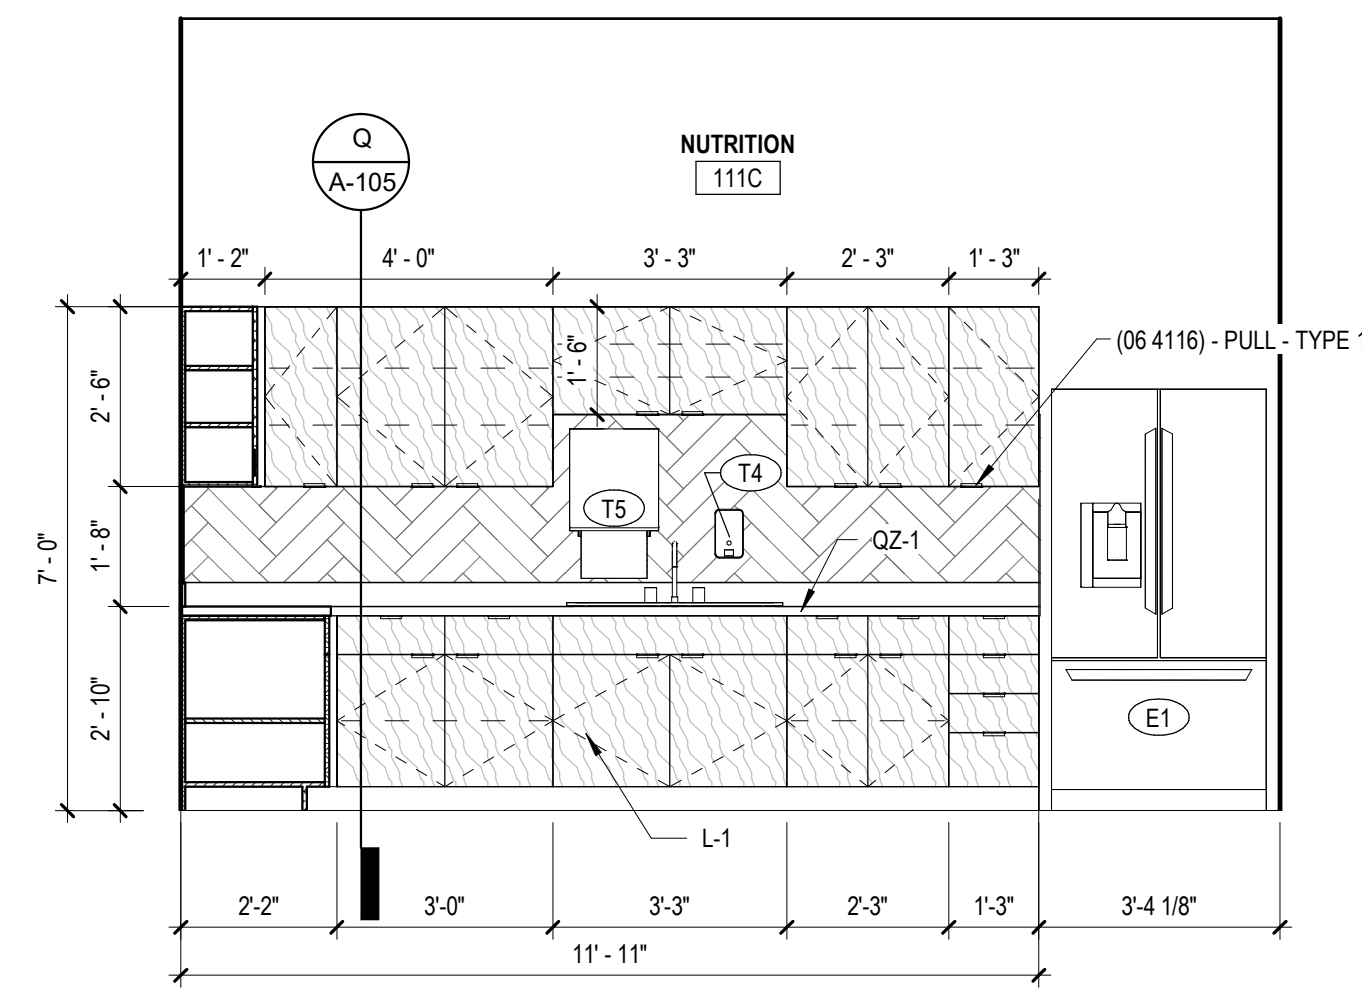 Q
A-105
NUTRITION
111C
1' - 2"
4' - 0"
3' - 3"
2' - 3"
1' - 3"
(06 4116) - PULL - TYPE 1
1' - 6"
2' - 6"
T4
T5
QZ-1
1' - 8"
7' - 0"
2' - 10"
E1
L-1
2'-2"
3'-0"
3'-3"
2'-3"
1'-3"
3'-4 1/8"
11' - 11"